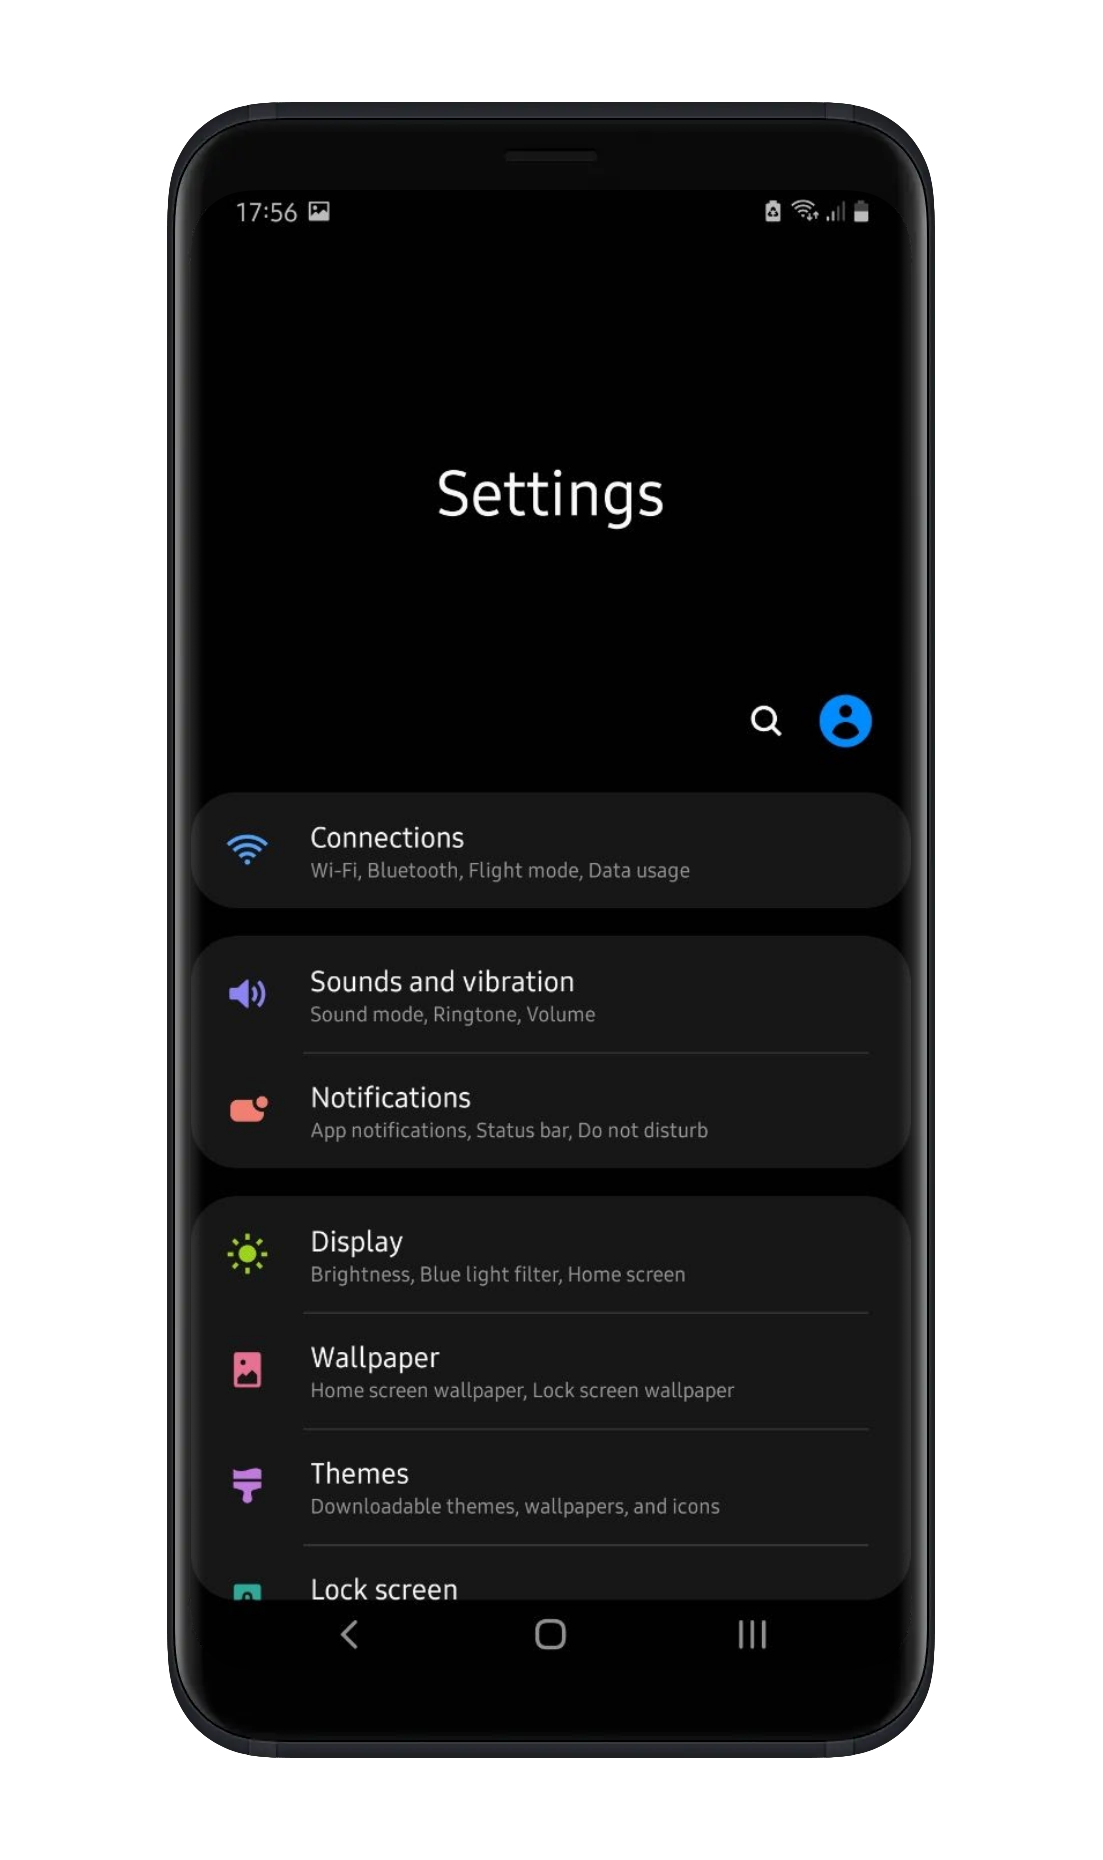 17:56
Settings
Connections
Wi-Fi, Bluetooth, Flight mode, Data usage
Sounds and vibration
Sound mode, Ringtone, Volume
Notifications
App notifications, Status bar, Do not disturb
Display
Brightness, Blue light filter, Home screen
Wallpaper
Home screen wallpaper, Lock screen wallpaper
Themes
Downloadable themes, wallpapers, and icons
Lock screen